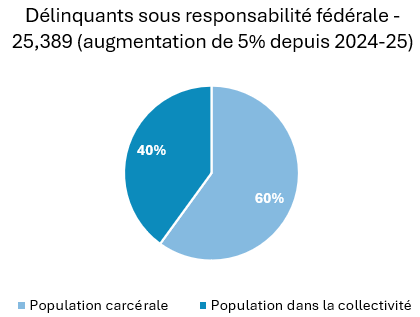 Délinquants sous responsabilité fédérale -
25,389 (augmentation de 5% depuis 2024-25)
40%
60%
Population carcérale
Population dans la collectivité